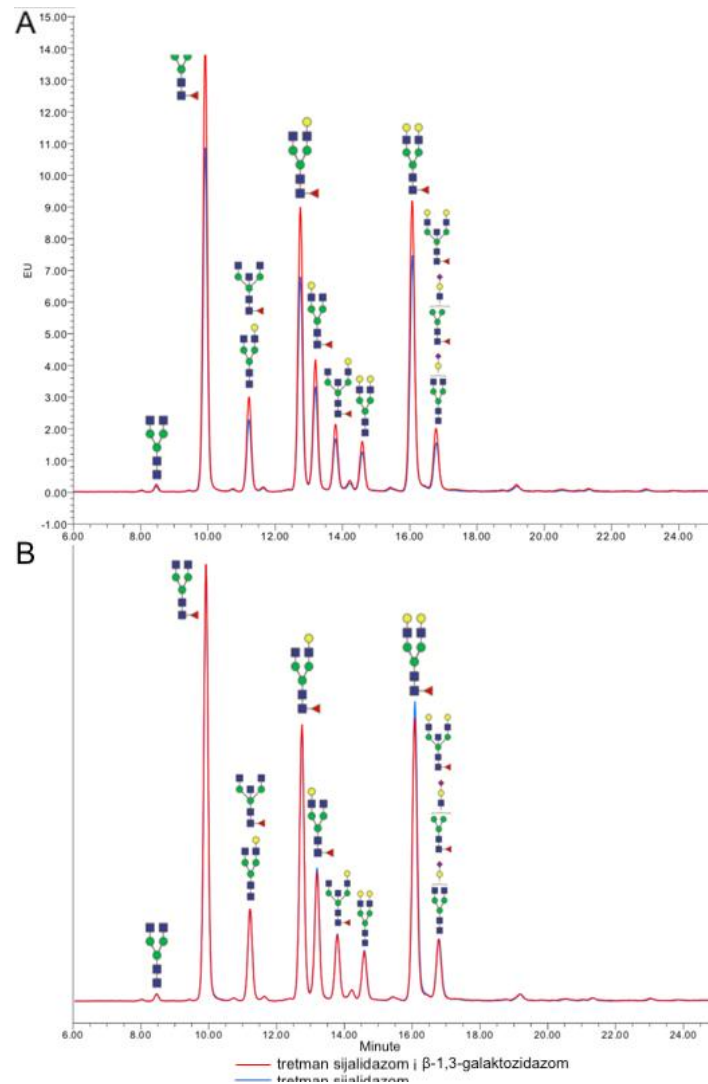 A
15.00
14.00
13.00
12.00
11.00
10.00
9.00
8.00
7.00
6.00
5.00
4.00
3.00
2.00
1.00
0.00
-1.00
EU
6.00 8.00 10.00 12.00 14.00 16.00 18.00 20.00 22.00 24.00
B
6.00 8.00 10.00 12.00 14.00 16.00 18.00 20.00 22.00 24.00
Minute
tretman sijalidazom i β-1,3-galaktozidazom
tretman sijalidazom